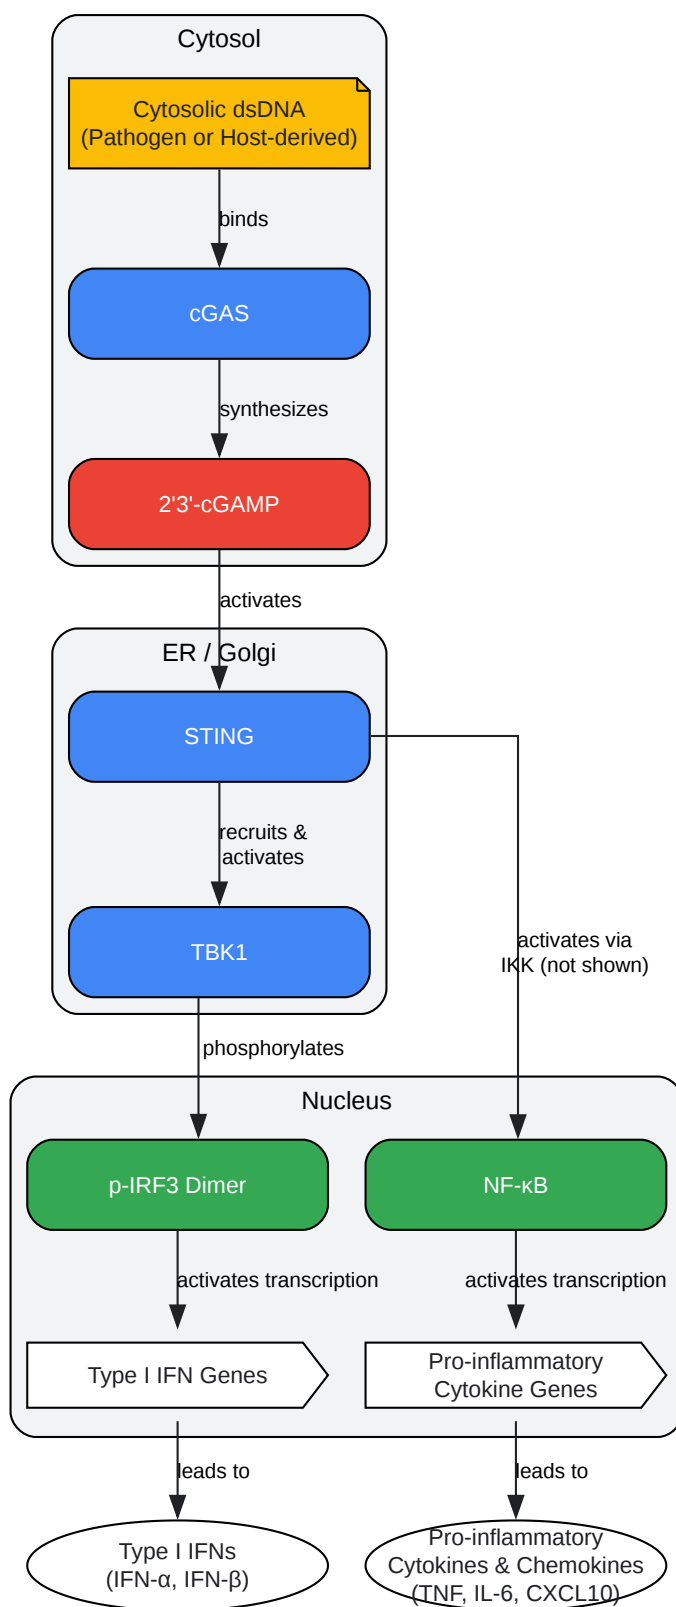 Cytosol
Cytosolic dsDNA
(Pathogen or Host-derived)
binds
cGAS
synthesizes
2'3'-cGAMP
activates
ER / Golgi
STING
recruits &
activates
TBK1
activates via
IKK (not shown)
phosphorylates
Nucleus
p-IRF3 Dimer
NF-κB
activates transcription
activates transcription
Type I IFN Genes
Pro-inflammatory
Cytokine Genes
leads to
leads to
Type I IFNs
(IFN-α, IFN-β)
Pro-inflammatory
Cytokines & Chemokines
(TNF, IL-6, CXCL10)